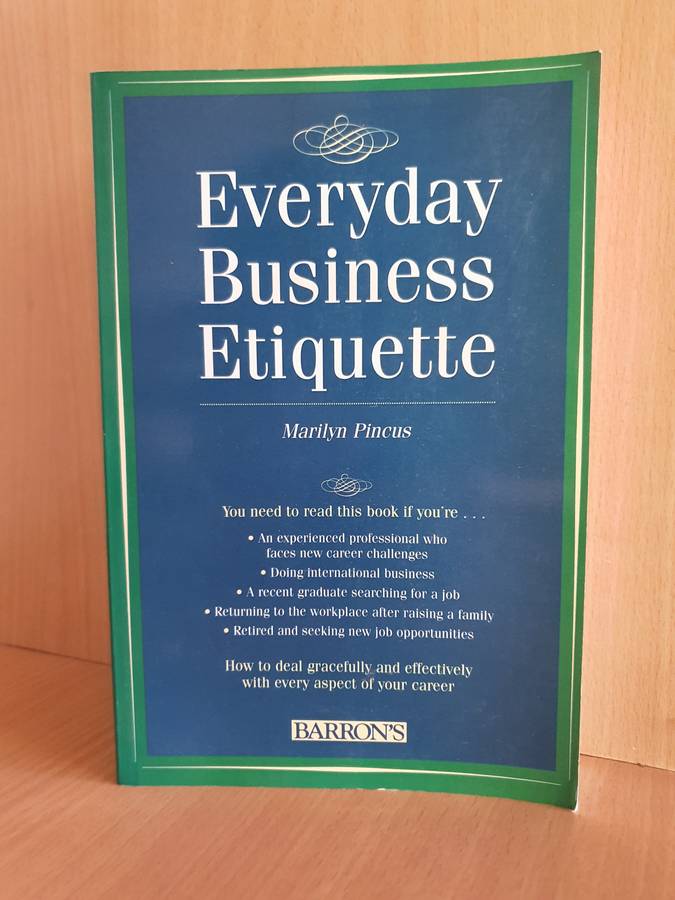 Everyday
Business
Etiquette
Marilyn Pincus
You need to read this book if you're . . .
• An experienced professional who
faces new career challenges
• Doing international business
• A recent graduate searching for a job
• Returning to the workplace after raising a family
• Retired and seeking new job opportunities
How to deal gracefully and effectively
with every aspect of your career
BARRON'S